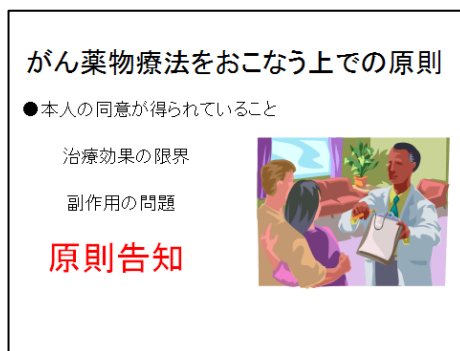 がん薬物療法をおこなう上での原則
●本人の同意が得られていること
治療効果の限界
副作用の問題
原則告知